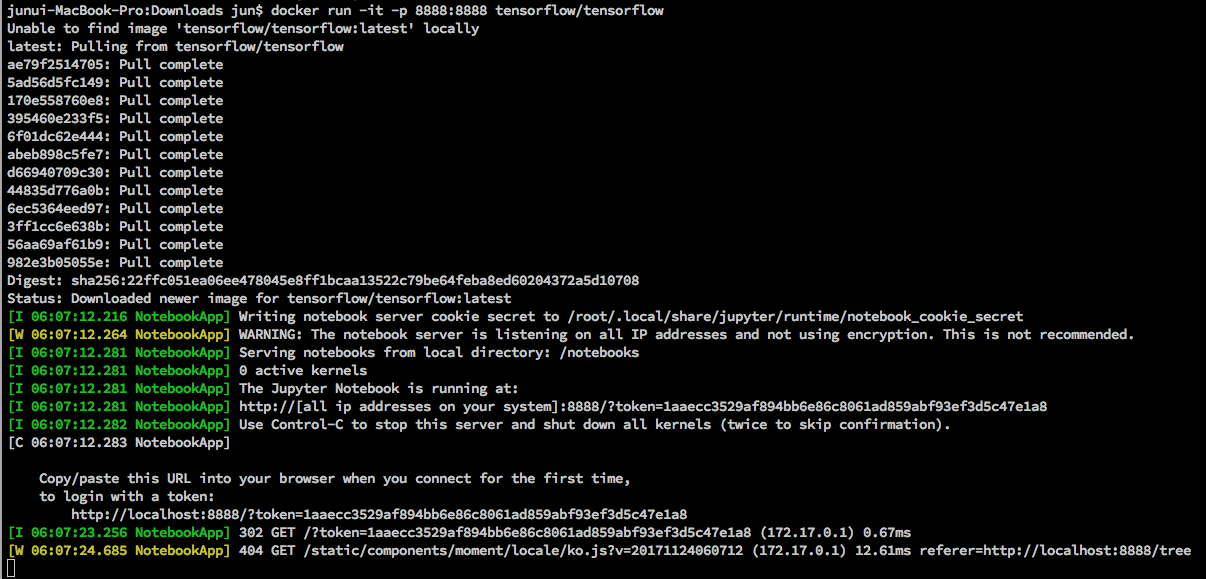 junui-MacBook-Pro:Downloads jun$ docker run -it -p 8888:8888 tensorflow/tensorflow
Unable to find image 'tensorflow/tensorflow:latest' locally
latest: Pulling from tensorflow/tensorflow
ae79f2514705: Pull complete
5ad56d5fc149: Pull complete
170e558760e8: Pull complete
395460e233f5: Pull complete
6f01dc62e444: Pull complete
abeb898c5fe7: Pull complete
d66940709c30: Pull complete
44835d776a0b: Pull complete
6ec5364eed97: Pull complete
3ff1cc6e638b: Pull complete
56aa69af61b9: Pull complete
982e3b05055e: Pull complete
Digest: sha256:22ffc051ea06ee478045e8ff1bcaa13522c79be64feba8ed60204372a5d10708
Status: Downloaded newer image for tensorflow/tensorflow:latest
[I 06:07:12.216 NotebookApp] Writing notebook server cookie secret to /root/.local/share/jupyter/runtime/notebook_cookie_secret
[W 06:07:12.264 NotebookApp] WARNING: The notebook server is listening on all IP addresses and not using encryption. This is not recommended.
[I 06:07:12.281 NotebookApp] Serving notebooks from local directory: /notebooks
[I 06:07:12.281 NotebookApp] 0 active kernels
[I 06:07:12.281 NotebookApp] The Jupyter Notebook is running at:
[I 06:07:12.281 NotebookApp] http://[all ip addresses on your system]:8888/?token=1aaecc3529af894bb6e86c8061ad859abf93ef3d5c47e1a8
[I 06:07:12.282 NotebookApp] Use Control-C to stop this server and shut down all kernels (twice to skip confirmation).
[C 06:07:12.283 NotebookApp]
Copy/paste this URL into your browser when you connect for the first time,
to login with a token:
http://localhost:8888/?token=1aaecc3529af894bb6e86c8061ad859abf93ef3d5c47e1a8
[I 06:07:23.256 NotebookApp] 302 GET /?token=1aaecc3529af894bb6e86c8061ad859abf93ef3d5c47e1a8 (172.17.0.1) 0.67ms
[W 06:07:24.685 NotebookApp] 404 GET /static/components/moment/locale/ko.js?v=20171124060712 (172.17.0.1) 12.61ms referer=http://localhost:8888/tree